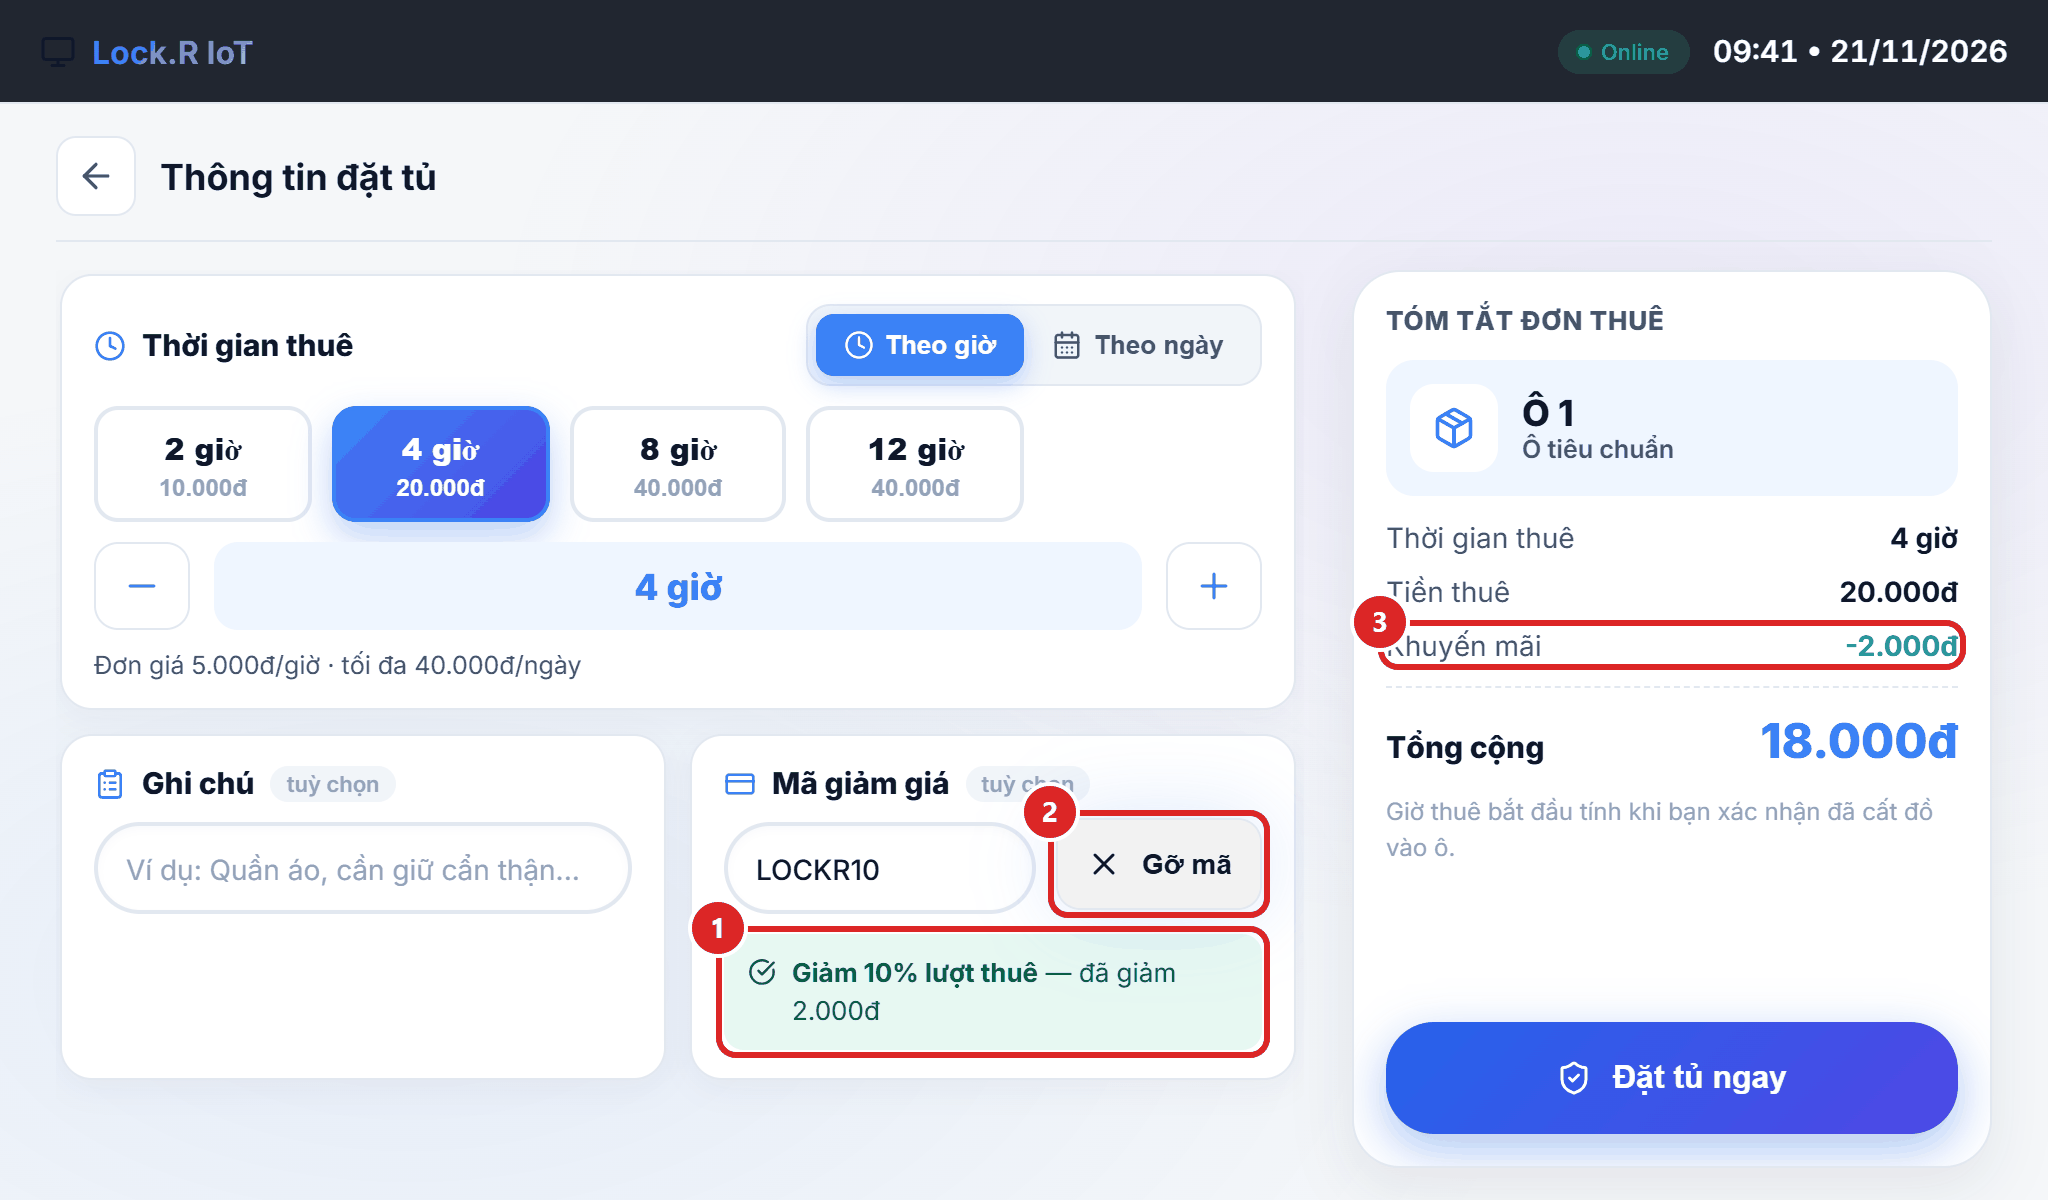 Lock.R IoT
Online
09:41 • 21/11/2026
Thông tin đặt tủ
Thời gian thuê
Theo giờ
Theo ngày
2 giờ
10.000đ
4 giờ
20.000đ
8 giờ
40.000đ
12 giờ
40.000đ
4 giờ
Đơn giá 5.000đ/giờ · tối đa 40.000đ/ngày
Ghi chú
tuỳ chọn
Ví dụ: Quần áo, cần giữ cẩn thận...
Mã giảm giá
tuỳ chọn
2
LOCKR10
Gỡ mã
1
Giảm 10% lượt thuê — đã giảm
2.000đ
TÓM TẮT ĐƠN THUÊ
Ô 1
Ô tiêu chuẩn
Thời gian thuê
4 giờ
Tiền thuê
20.000đ
3
Khuyến mãi
-2.000đ
Tổng cộng
18.000đ
Giờ thuê bắt đầu tính khi bạn xác nhận đã cất đồ
vào ô.
Đặt tủ ngay